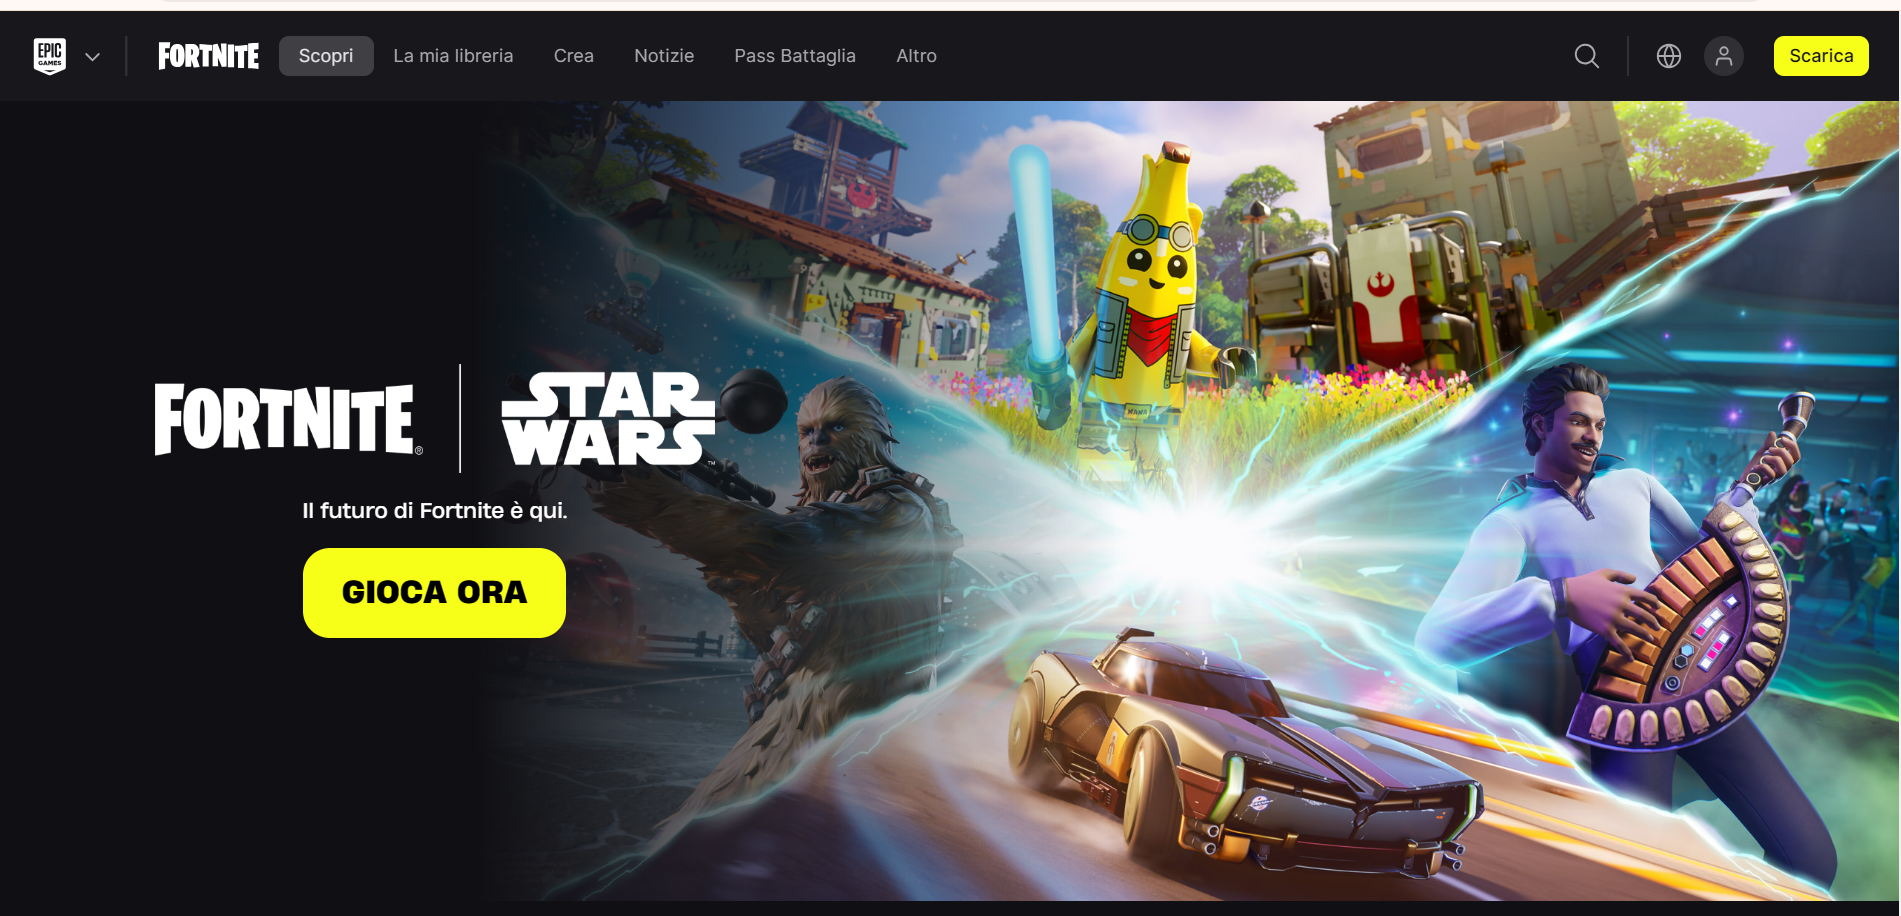 EPIC
GAMES
FORTNITE
Scopri
La mia libreria
Crea
Notizie
Pass Battaglia
Altro
Scarica
FORTNITE®
STAR
WARS™
Il futuro di Fortnite è qui.
GIOCA ORA